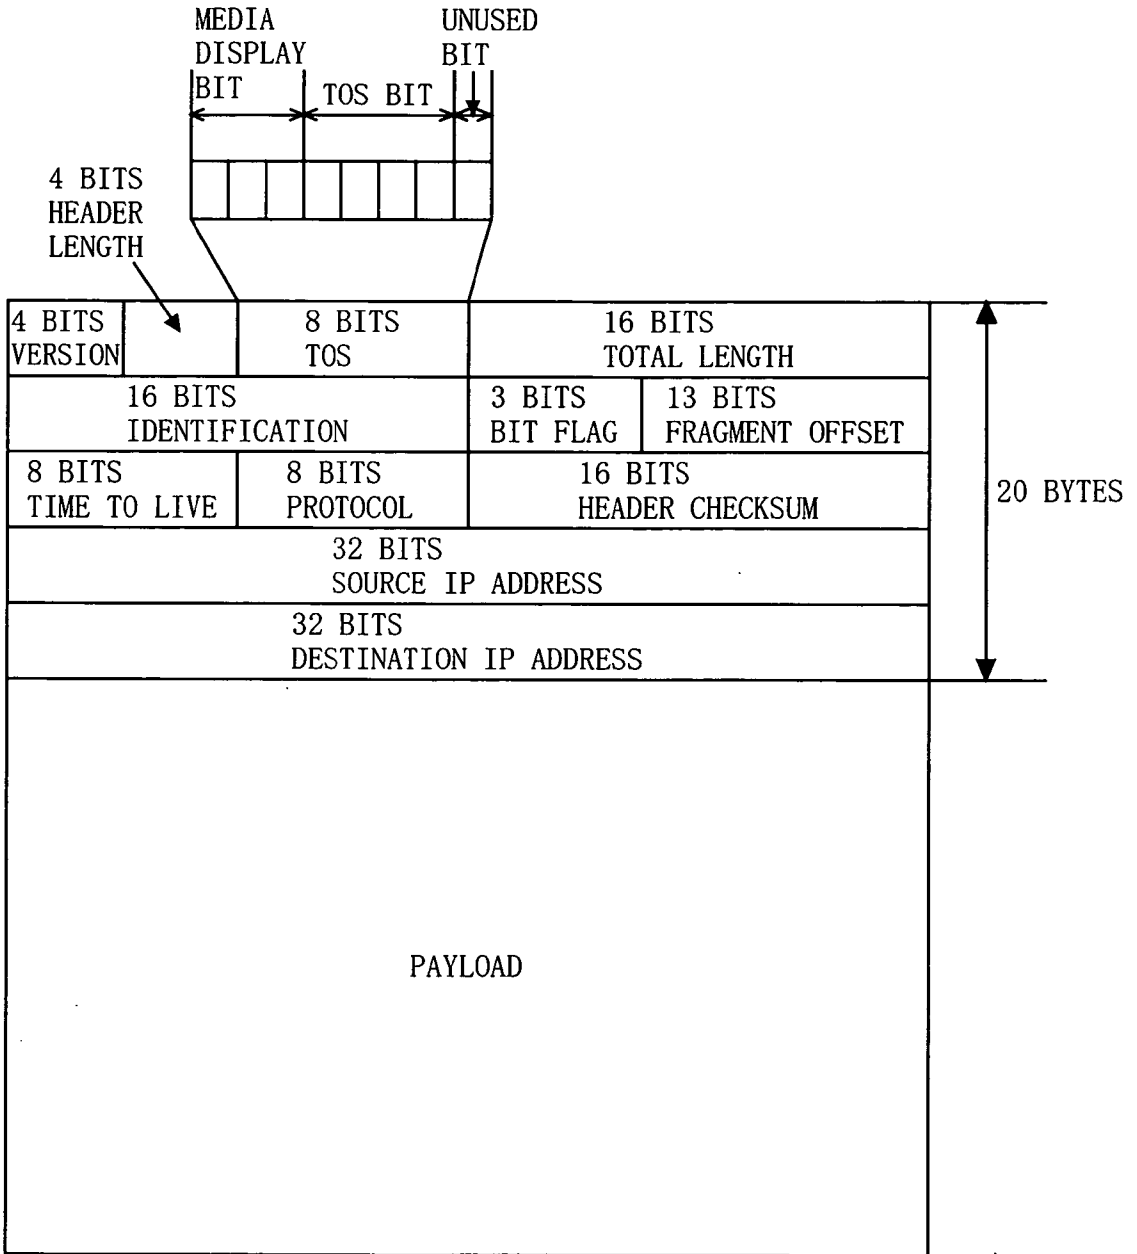 MEDIA
DISPLAY
BIT
TOS BIT
UNUSED
BIT
4 BITS
HEADER
LENGTH
4 BITS
VERSION
8 BITS
TOS
16 BITS
TOTAL LENGTH
16 BITS
IDENTIFICATION
3 BITS
BIT FLAG
13 BITS
FRAGMENT OFFSET
8 BITS
TIME TO LIVE
8 BITS
PROTOCOL
16 BITS
HEADER CHECKSUM
32 BITS
SOURCE IP ADDRESS
32 BITS
DESTINATION IP ADDRESS
20 BYTES
PAYLOAD